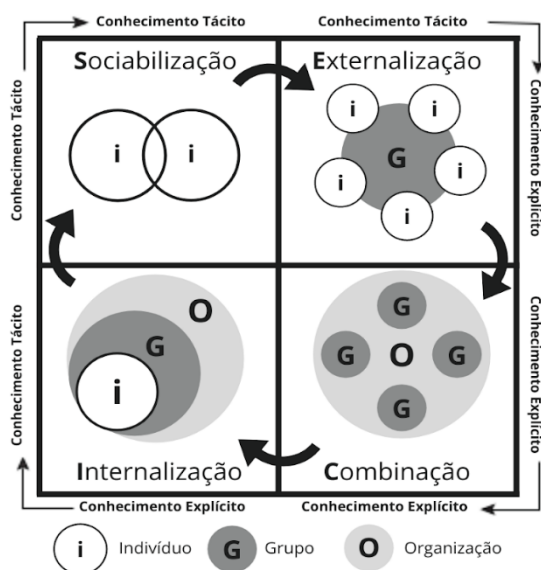 Conhecimento Tácito
Conhecimento Tácito
Conhecimento Tácito
Sociabilização
Externalização
Conhecimento Explícito
i
i
i
i
i
i
i
G
Conhecimento Tácito
Conhecimento Explícito
O
G
i
G
G
O
G
G
Internalização
Combinação
Conhecimento Explícito
Conhecimento Explícito
i Indivíduo
G Grupo
O Organização